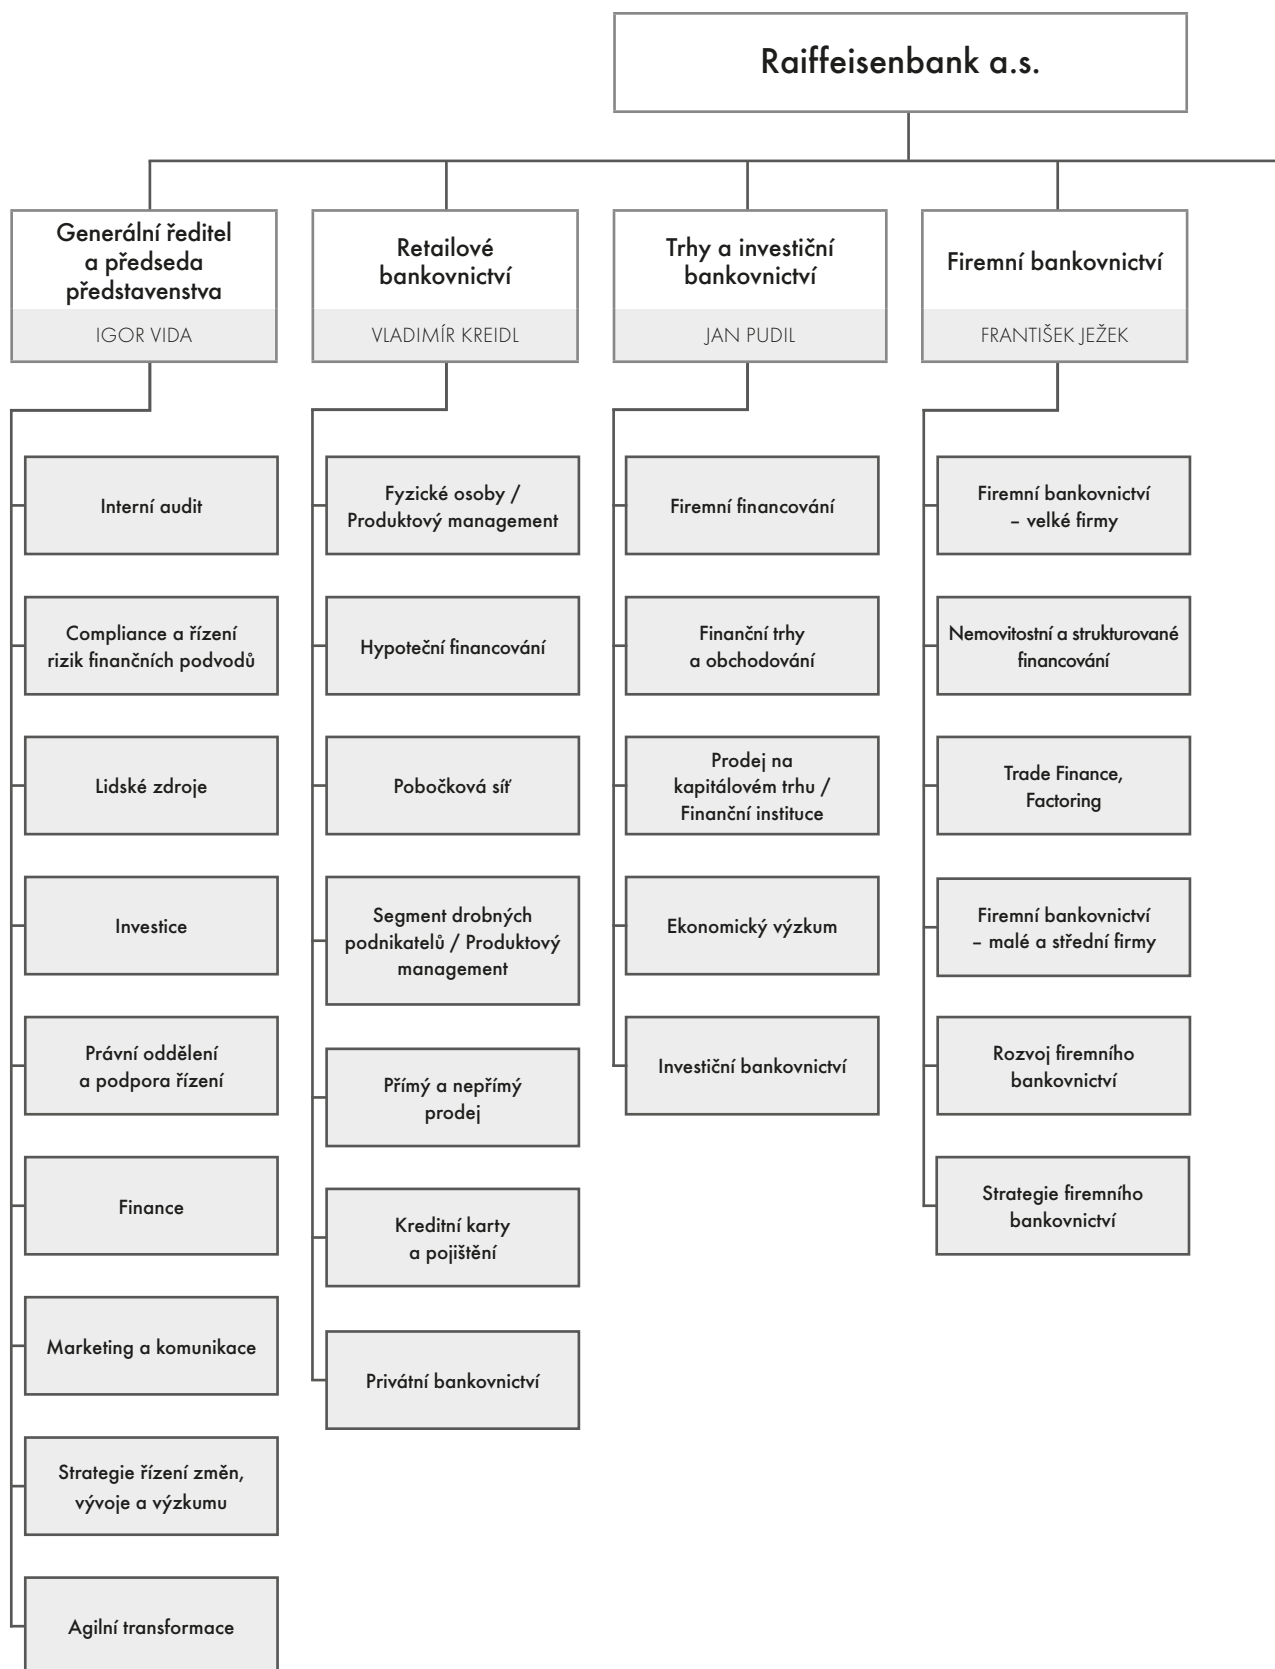 Raiffeisenbank a.s.
Generální ředitel
a předseda
představenstva
IGOR VIDA
Interní audit
Compliance a řízení
rizik finančních podvodů
Lidské zdroje
Investice
Právní oddělení
a podpora řízení
Finance
Marketing a komunikace
Strategie řízení změn,
vývoje a výzkumu
Agilní transformace
Retailové
bankovnictví
VLADIMÍR KREIDL
Fyzické osoby /
Produktový management
Hypoteční financování
Pobočková síť
Segment drobných
podnikatelů / Produktový
management
Přímý a nepřímý
prodej
Kreditní karty
a pojištění
Privátní bankovnictví
Trhy a investiční
bankovnictví
JAN PUDIL
Firemní financování
Finanční trhy
a obchodování
Prodej na
kapitálovém trhu /
Finanční instituce
Ekonomický výzkum
Investiční bankovnictví
Firemní bankovnictví
FRANTIŠEK JEŽEK
Firemní bankovnictví
– velké firmy
Nemovitostní a strukturované
financování
Trade Finance,
Factoring
Firemní bankovnictví
– malé a střední firmy
Rozvoj firemního
bankovnictví
Strategie firemního
bankovnictví